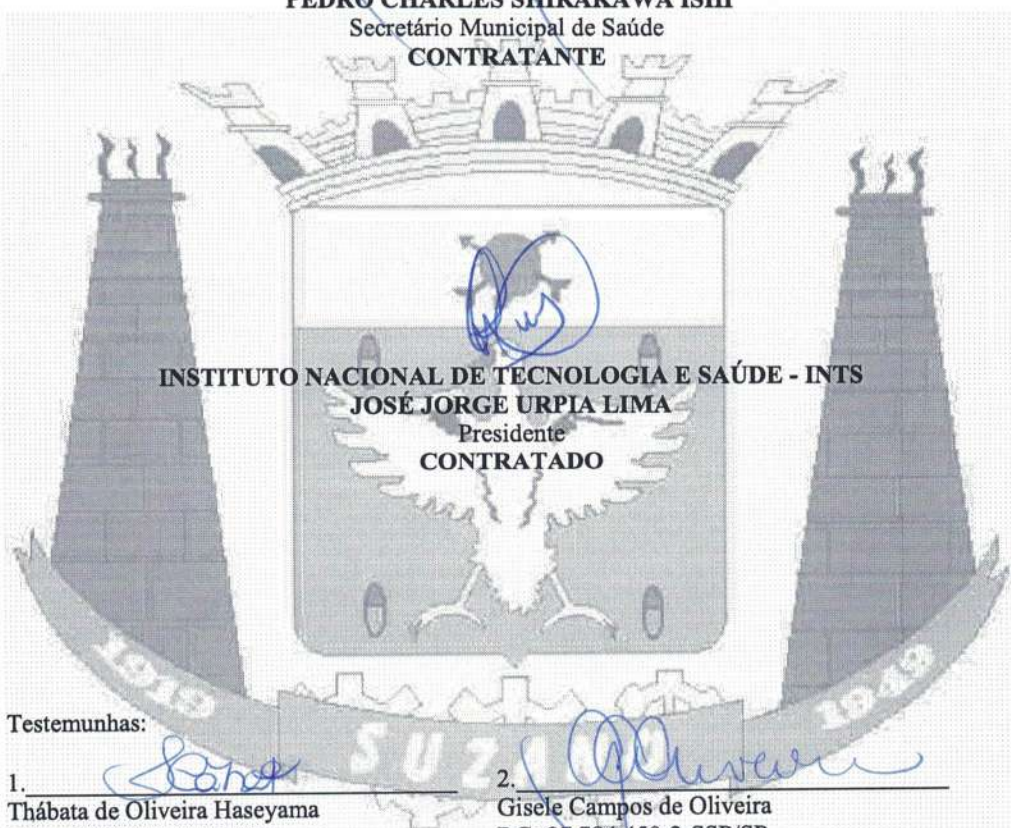 PEDRO CHARLES SHIRAKAWA ISHI
Secretário Municipal de Saúde
CONTRATANTE
INSTITUTO NACIONAL DE TECNOLOGIA E SAÚDE - INTS
JOSÉ JORGE URPIA LIMA
Presidente
CONTRATADO
1919
1949
SUZANO
Testemunhas:
1.
2.
Thábata de Oliveira Haseyama
Gisele Campos de Oliveira